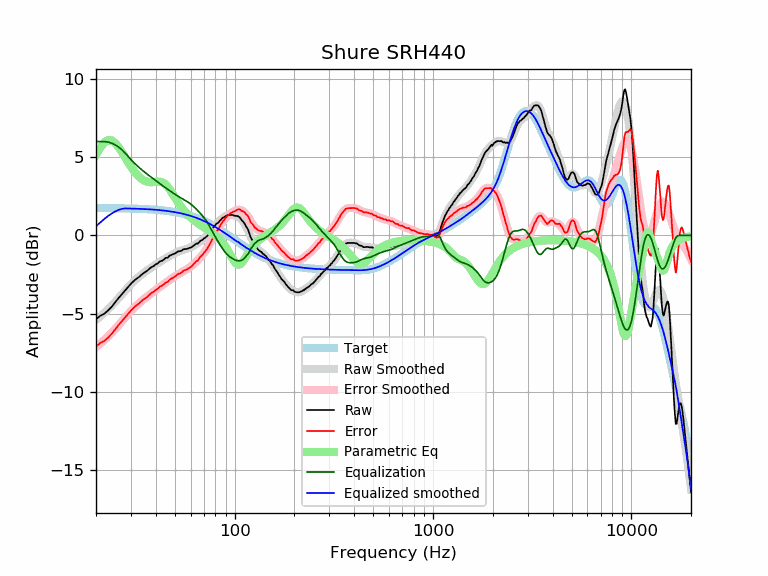 Shure SRH440
10
5
0
−5
−10
−15
Amplitude (dBr)
Target
Raw Smoothed
Error Smoothed
Raw
Error
Parametric Eq
Equalization
Equalized smoothed
100
1000
10000
Frequency (Hz)